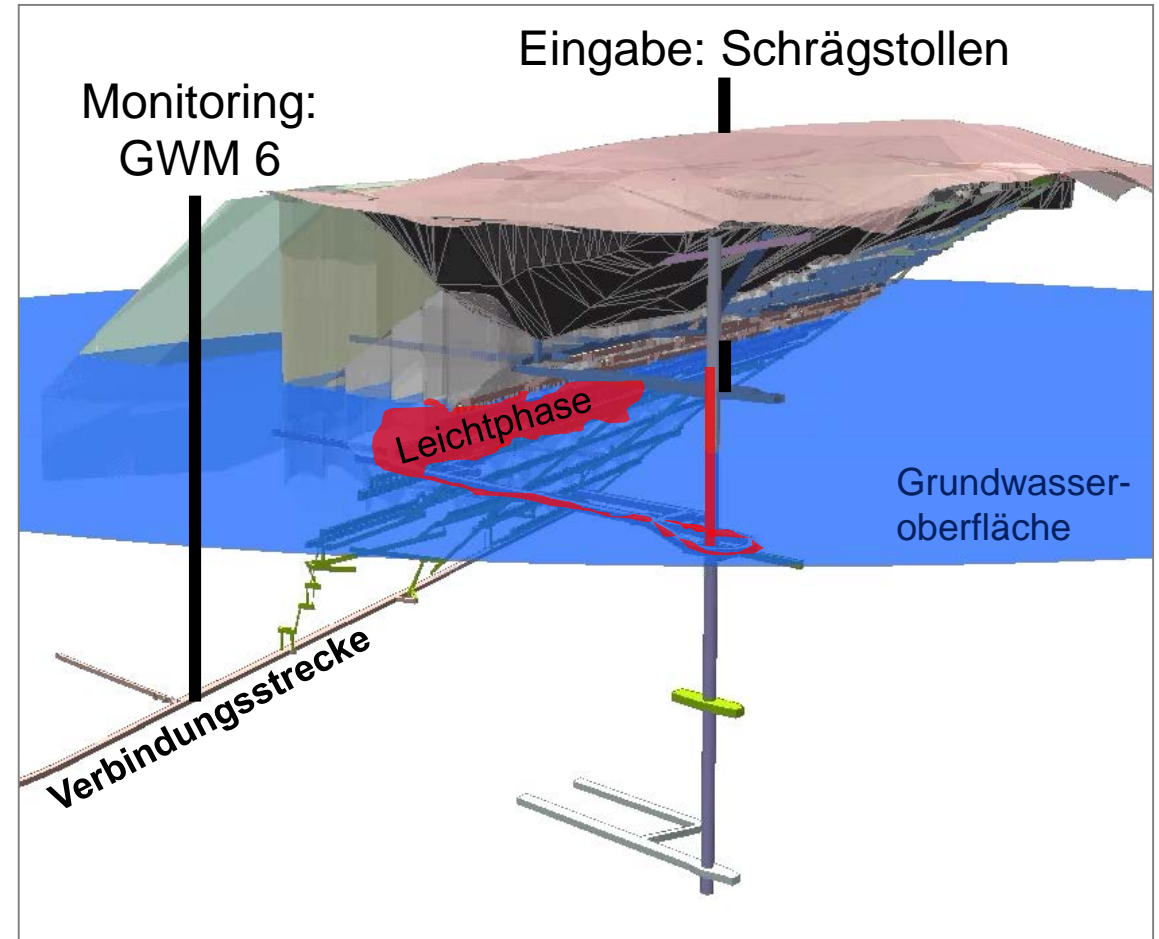 Eingabe: Schrägstollen
Monitoring:
GWM 6
Leichtphase
Grundwasser-
oberfläche
Verbindungsstrecke